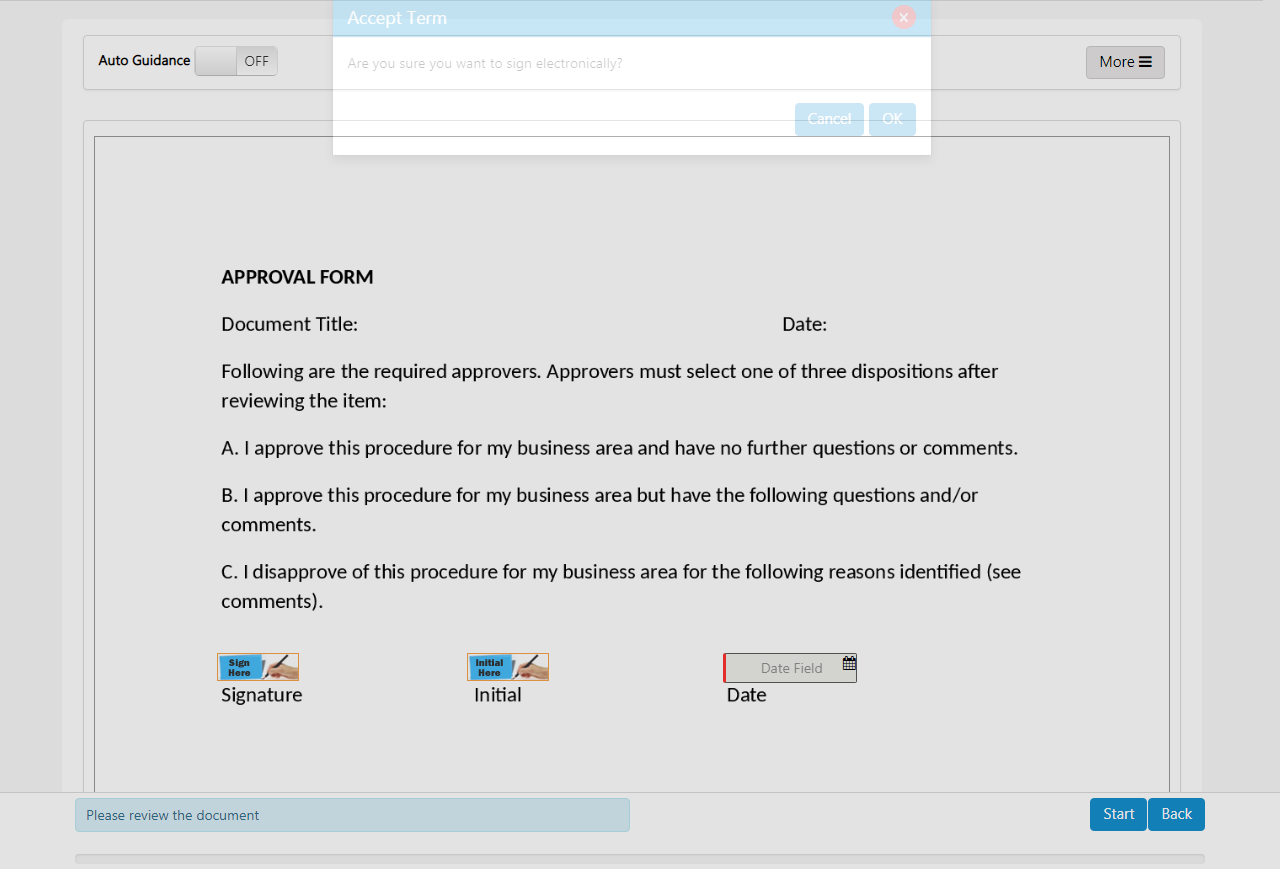 Accept Term
x
Are you sure you want to sign electronically?
Cancel OK
Auto Guidance OFF
More
APPROVAL FORM
Document Title: Date:
Following are the required approvers. Approvers must select one of three dispositions after
reviewing the item:
A. I approve this procedure for my business area and have no further questions or comments.
B. I approve this procedure for my business area but have the following questions and/or
comments.
C. I disapprove of this procedure for my business area for the following reasons identified (see
comments).
Sign
Here
Initial
Here
Date Field
Signature Initial Date
Please review the document
Start Back